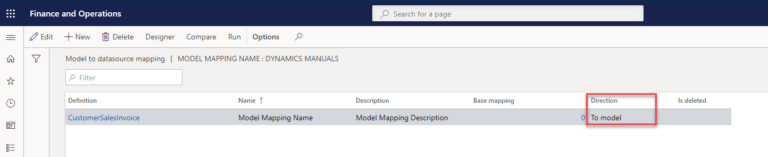 Finance and Operations
Search for a page
Edit
New
Delete
Designer
Compare
Run
Options
Model to datasource mapping | MODEL MAPPING NAME : DYNAMICS MANUALS
Filter
Definition Name ↑ Description Base mapping Direction Is deleted
CustomerSalesInvoice Model Mapping Name Model Mapping Description 0 To model